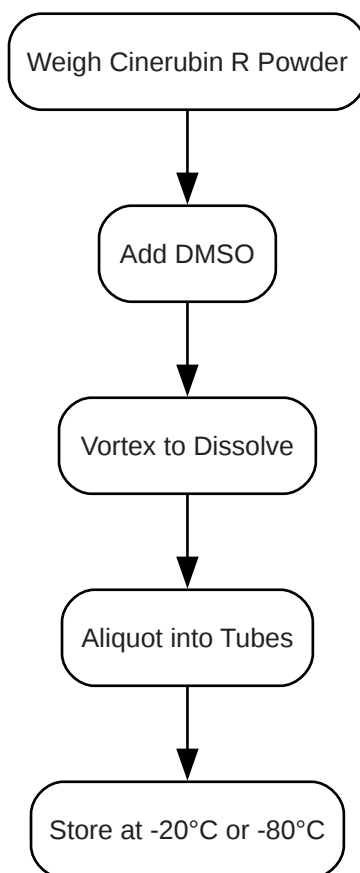 Weigh Cinerubin R Powder
Add DMSO
Vortex to Dissolve
Aliquot into Tubes
Store at -20°C or -80°C